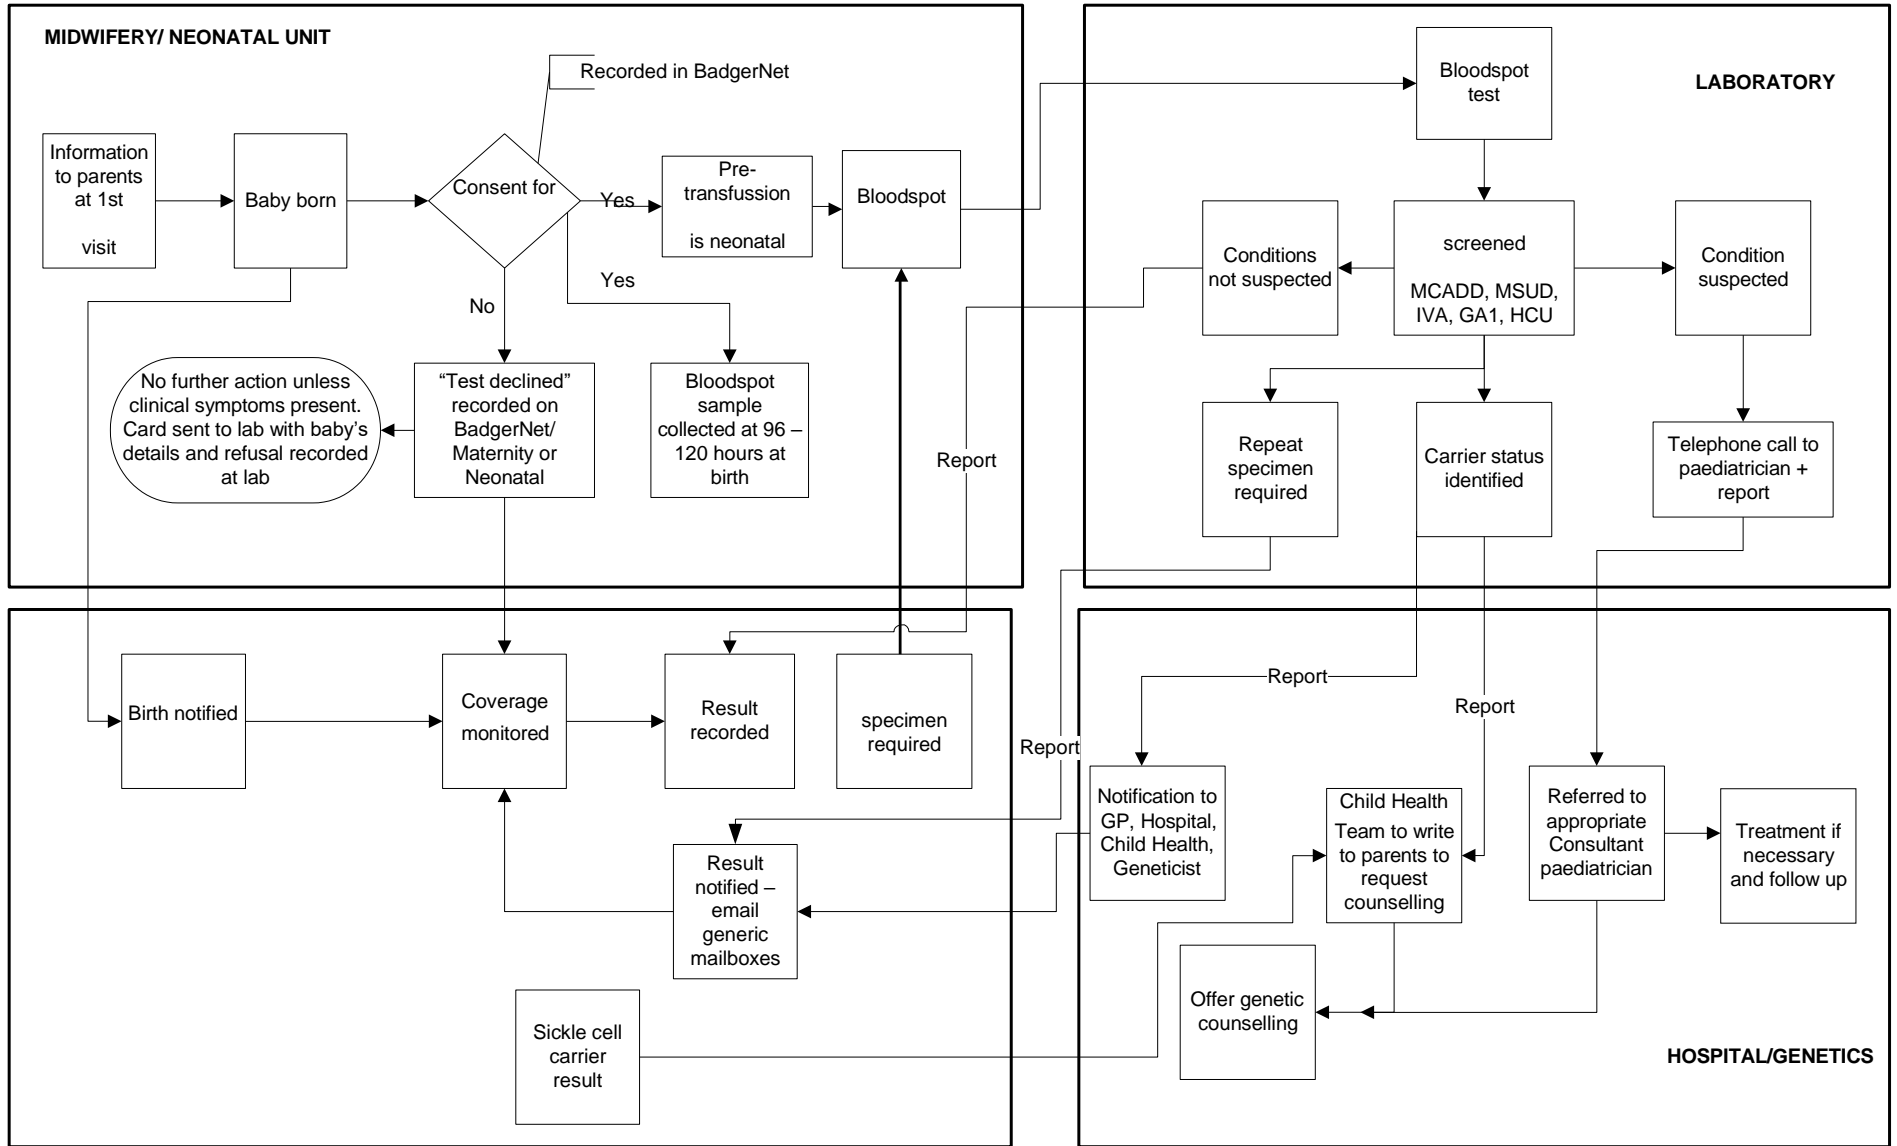 MIDWIFERY/ NEONATAL UNIT
Recorded in BadgerNet
Information
to parents
at 1st
visit
Baby born
Consent for
Yes
Pre-
transfussion
is neonatal
Bloodspot
No
Yes
No further action unless
clinical symptoms present.
Card sent to lab with baby’s
details and refusal recorded
at lab
“Test declined”
recorded on
BadgerNet/
Maternity or
Neonatal
Bloodspot
sample
collected at 96 –
120 hours at
birth
Report
LABORATORY
Bloodspot
test
Conditions
not suspected
screened
MCADD, MSUD,
IVA, GA1, HCU
Condition
suspected
Repeat
specimen
required
Carrier status
identified
Telephone call to
paediatrician +
report
Birth notified
Coverage
monitored
Result
recorded
specimen
required
Report
Result
notified –
email
generic
mailboxes
Sickle cell
carrier
result
Report
Report
Notification to
GP, Hospital,
Child Health,
Geneticist
Child Health
Team to write
to parents to
request
counselling
Referred to
appropriate
Consultant
paediatrician
Treatment if
necessary
and follow up
Offer genetic
counselling
HOSPITAL/GENETICS